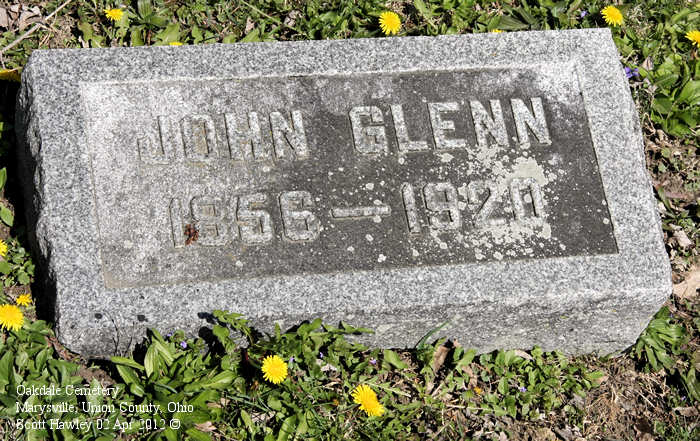 JOHN GLENN
1856 — 1920
Oakdale Cemetery
Marysville, Union County, Ohio
Scott Hawley 02 Apr 2012 ©